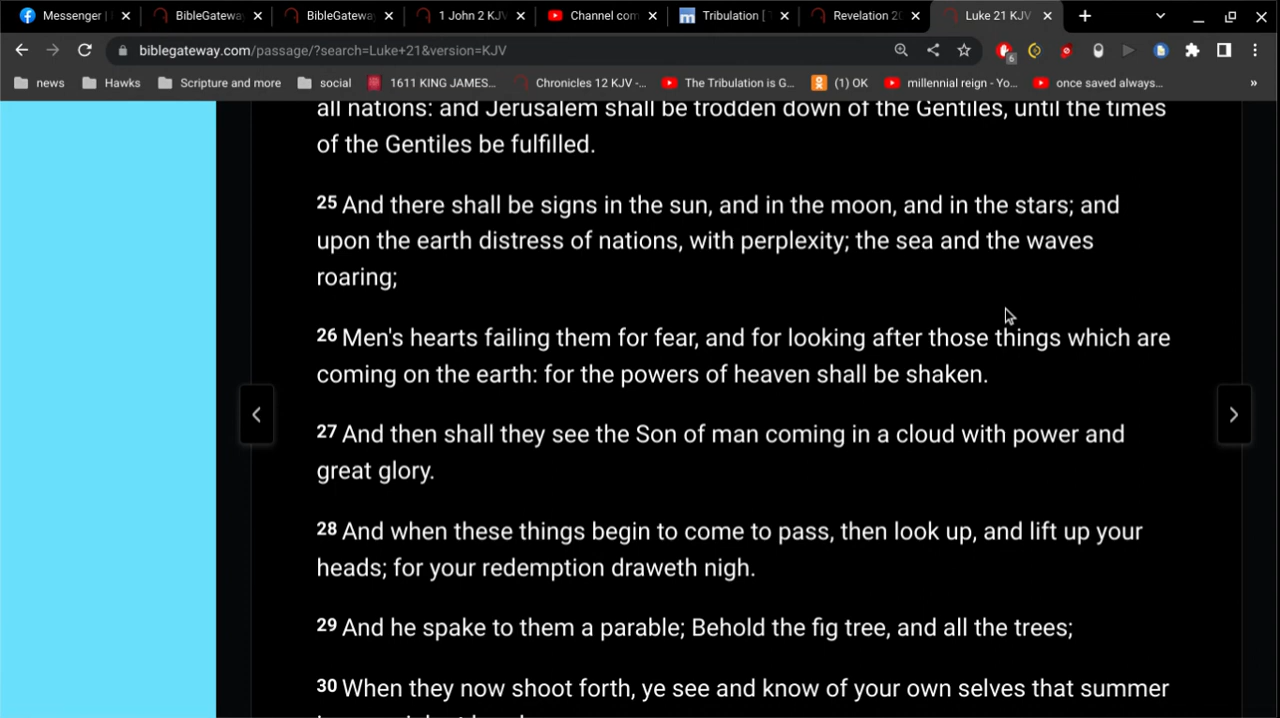 Messenger |
BibleGateway
BibleGateway
1 John 2 KJV
Channel com
Tribulation [ T
Revelation 20
Luke 21 KJV
biblegateway.com/passage/?search=Luke+21&version=KJV
6
news
Hawks
Scripture and more
social
1611 KING JAMES...
Chronicles 12 KJV -...
The Tribulation is G...
(1) OK
millennial reign - Yo...
once saved always...
»
all nations: and Jerusalem shall be trodden down of the Gentiles, until the times
of the Gentiles be fulfilled.
25 And there shall be signs in the sun, and in the moon, and in the stars; and
upon the earth distress of nations, with perplexity; the sea and the waves
roaring;
26 Men's hearts failing them for fear, and for looking after those things which are
coming on the earth: for the powers of heaven shall be shaken.
27 And then shall they see the Son of man coming in a cloud with power and
great glory.
28 And when these things begin to come to pass, then look up, and lift up your
heads; for your redemption draweth nigh.
29 And he spake to them a parable; Behold the fig tree, and all the trees;
30 When they now shoot forth, ye see and know of your own selves that summer